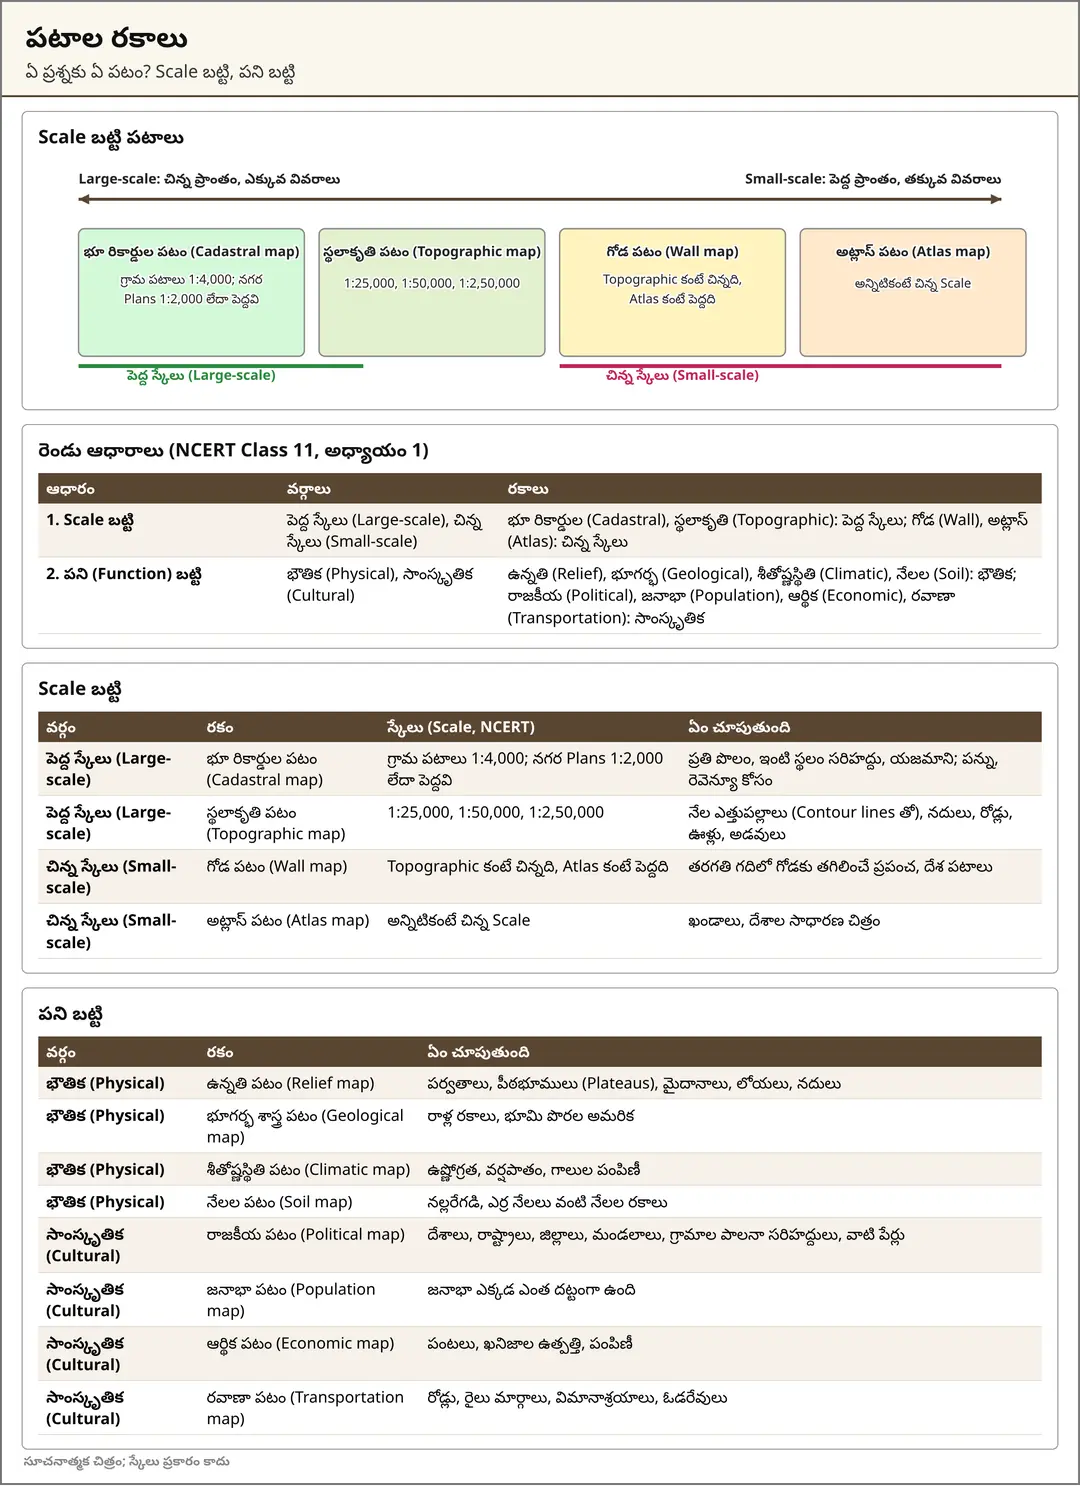 పటాల రకాలు
ఏ ప్రశ్నకు ఏ పటం? Scale బట్టి, పని బట్టి
Scale బట్టి పటాలు
Large-scale: చిన్న ప్రాంతం, ఎక్కువ వివరాలు
Small-scale: పెద్ద ప్రాంతం, తక్కువ వివరాలు
భూ రికార్డుల పటం (Cadastral map)
గ్రామ పటాలు 1:4,000; నగర
Plans 1:2,000 లేదా పెద్దవి
స్థలాకృతి పటం (Topographic map)
1:25,000, 1:50,000, 1:2,50,000
గోడ పటం (Wall map)
Topographic కంటే చిన్నది,
Atlas కంటే పెద్దది
అట్లాస్ పటం (Atlas map)
అన్నిటికంటే చిన్న Scale
పెద్ద స్కేలు (Large-scale)
చిన్న స్కేలు (Small-scale)
రెండు ఆధారాలు (NCERT Class 11, అధ్యాయం 1)
ఆధారం వర్గాలు రకాలు
1. Scale బట్టి పెద్ద స్కేలు (Large-scale), చిన్న భూ రికార్డుల (Cadastral), స్థలాకృతి (Topographic): పెద్ద స్కేలు; గోడ (Wall), అట్లాస్
స్కేలు (Small-scale) (Atlas): చిన్న స్కేలు
2. పని (Function) బట్టి భౌతిక (Physical), సాంస్కృతిక ఉన్నతి (Relief), భూగర్భ (Geological), శీతోష్ణస్థితి (Climatic), నేలల (Soil): భౌతిక;
(Cultural) రాజకీయ (Political), జనాభా (Population), ఆర్థిక (Economic), రవాణా
(Transportation): సాంస్కృతిక
Scale బట్టి
వర్గం రకం స్కేలు (Scale, NCERT) ఏం చూపుతుంది
పెద్ద స్కేలు (Large- భూ రికార్డుల పటం గ్రామ పటాలు 1:4,000; నగర Plans 1:2,000 ప్రతి పొలం, ఇంటి స్థలం సరిహద్దు, యజమాని; పన్ను,
scale) (Cadastral map) లేదా పెద్దవి రెవెన్యూ కోసం
పెద్ద స్కేలు (Large- స్థలాకృతి పటం 1:25,000, 1:50,000, 1:2,50,000 నేల ఎత్తుపల్లాలు (Contour lines తో), నదులు, రోడ్లు,
scale) (Topographic map) ఊళ్లు, అడవులు
చిన్న స్కేలు (Small- గోడ పటం (Wall map) Topographic కంటే చిన్నది, Atlas కంటే పెద్దది తరగతి గదిలో గోడకు తగిలించే ప్రపంచ, దేశ పటాలు
scale)
చిన్న స్కేలు (Small- అట్లాస్ పటం (Atlas map) అన్నిటికంటే చిన్న Scale ఖండాలు, దేశాల సాధారణ చిత్రం
scale)
పని బట్టి
వర్గం రకం ఏం చూపుతుంది
భౌతిక (Physical) ఉన్నతి పటం (Relief map) పర్వతాలు, పీఠభూములు (Plateaus), మైదానాలు, లోయలు, నదులు
భౌతిక (Physical) భూగర్భ శాస్త్ర పటం (Geological రాళ్ల రకాలు, భూమి పొరల అమరిక
map)
భౌతిక (Physical) శీతోష్ణస్థితి పటం (Climatic map) ఉష్ణోగ్రత, వర్షపాతం, గాలుల పంపిణీ
భౌతిక (Physical) నేలల పటం (Soil map) నల్లరేగడి, ఎర్ర నేలలు వంటి నేలల రకాలు
సాంస్కృతిక రాజకీయ పటం (Political map) దేశాలు, రాష్ట్రాలు, జిల్లాలు, మండలాలు, గ్రామాల పాలనా సరిహద్దులు, వాటి పేర్లు
(Cultural)
సాంస్కృతిక జనాభా పటం (Population జనాభా ఎక్కడ ఎంత దట్టంగా ఉంది
(Cultural) map)
సాంస్కృతిక ఆర్థిక పటం (Economic map) పంటలు, ఖనిజాల ఉత్పత్తి, పంపిణీ
(Cultural)
సాంస్కృతిక రవాణా పటం (Transportation రోడ్లు, రైలు మార్గాలు, విమానాశ్రయాలు, ఓడరేవులు
(Cultural) map)
సూచనాత్మక చిత్రం; స్కేలు ప్రకారం కాదు